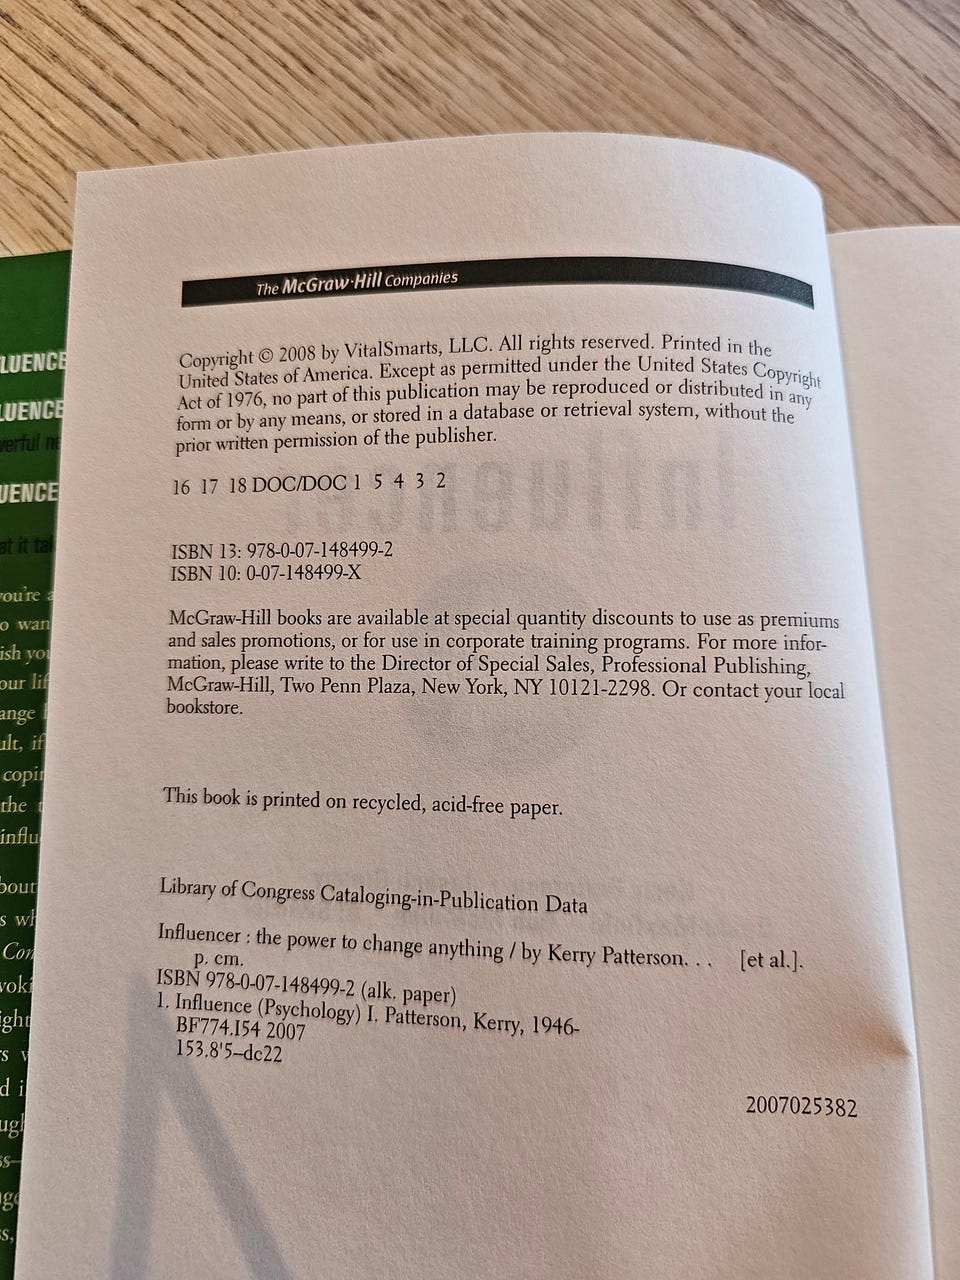 The McGraw·Hill Companies
Copyright © 2008 by VitalSmarts, LLC. All rights reserved. Printed in the
United States of America. Except as permitted under the United States Copyright
Act of 1976, no part of this publication may be reproduced or distributed in any
form or by any means, or stored in a database or retrieval system, without the
prior written permission of the publisher.
16 17 18 DOC/DOC 1 5 4 3 2
ISBN 13: 978-0-07-148499-2
ISBN 10: 0-07-148499-X
McGraw-Hill books are available at special quantity discounts to use as premiums
and sales promotions, or for use in corporate training programs. For more infor-
mation, please write to the Director of Special Sales, Professional Publishing,
McGraw-Hill, Two Penn Plaza, New York, NY 10121-2298. Or contact your local
bookstore.
This book is printed on recycled, acid-free paper.
Library of Congress Cataloging-in-Publication Data
Influencer : the power to change anything / by Kerry Patterson. . . [et al.].
p. cm.
ISBN 978-0-07-148499-2 (alk. paper)
1. Influence (Psychology) I. Patterson, Kerry, 1946-
BF774.I54 2007
153.8'5–dc22
2007025382